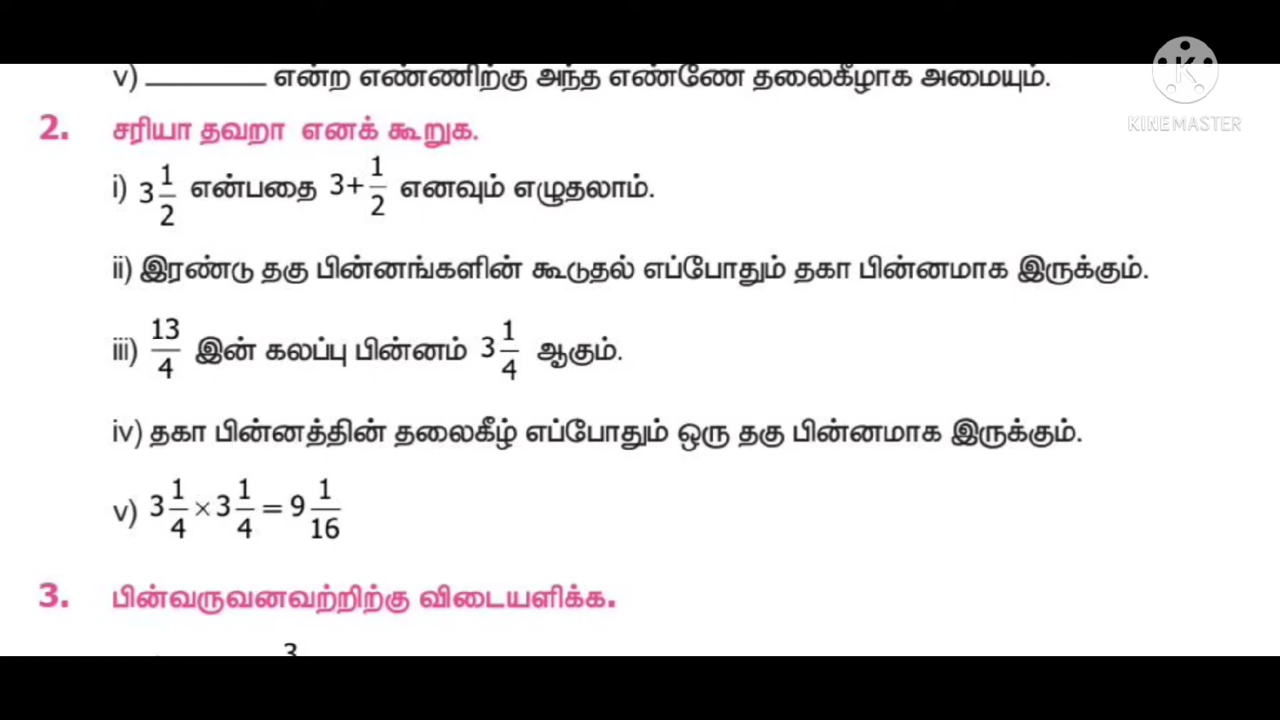 v) ________ என்ற எண்ணிற்கு அந்த எண்ணே தலைகீழாக அமையும்.
KINEMASTER
2. சரியா தவறா எனக் கூறுக.
i) 3 1/2 என்பதை 3+1/2 எனவும் எழுதலாம்.
ii) இரண்டு தகு பின்னங்களின் கூடுதல் எப்போதும் தகா பின்னமாக இருக்கும்.
iii) 13/4 இன் கலப்பு பின்னம் 3 1/4 ஆகும்.
iv) தகா பின்னத்தின் தலைகீழ் எப்போதும் ஒரு தகு பின்னமாக இருக்கும்.
v) 3 1/4 × 3 1/4 = 9 1/16
3. பின்வருவனவற்றிற்கு விடையளிக்க.
3